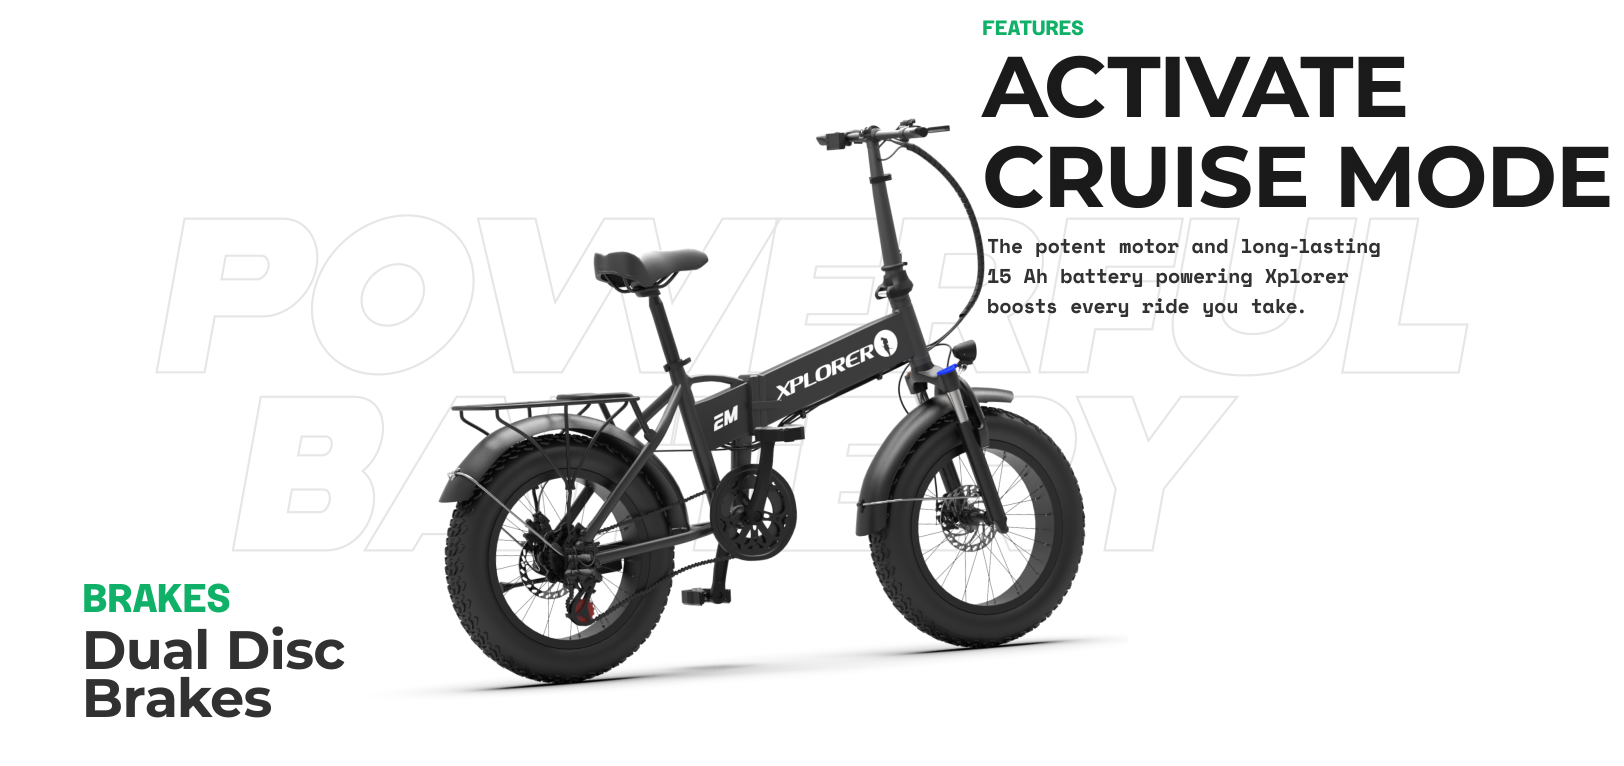 FEATURES
ACTIVATE
CRUISE MODE
POWERFUL
BATTERY
The potent motor and long-lasting
15 Ah battery powering Xplorer
boosts every ride you take.
XPLORER
EM
BRAKES
Dual Disc
Brakes